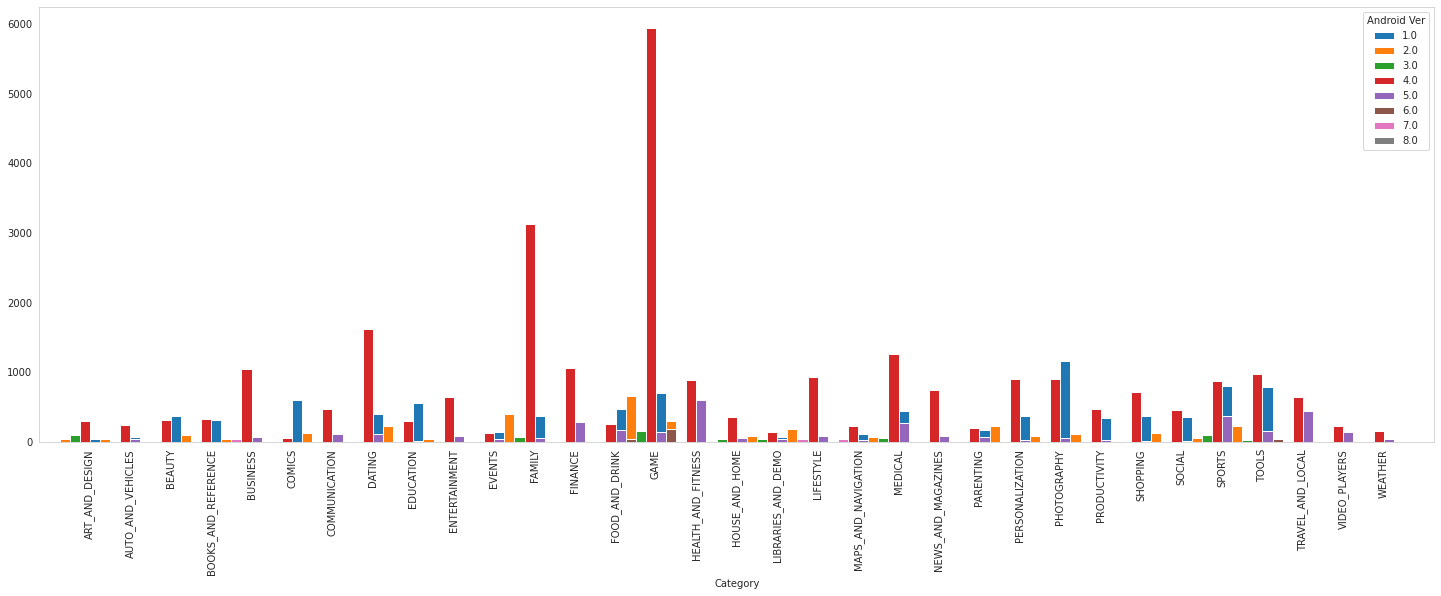 6000
5000
4000
3000
2000
1000
0
Android Ver
1.0
2.0
3.0
4.0
5.0
6.0
7.0
8.0
ART_AND_DESIGN
AUTO_AND_VEHICLES
BEAUTY
BOOKS_AND_REFERENCE
BUSINESS
COMICS
COMMUNICATION
DATING
EDUCATION
ENTERTAINMENT
EVENTS
FAMILY
FINANCE
FOOD_AND_DRINK
GAME
HEALTH_AND_FITNESS
HOUSE_AND_HOME
LIBRARIES_AND_DEMO
LIFESTYLE
MAPS_AND_NAVIGATION
MEDICAL
NEWS_AND_MAGAZINES
PARENTING
PERSONALIZATION
PHOTOGRAPHY
PRODUCTIVITY
SHOPPING
SOCIAL
SPORTS
TOOLS
TRAVEL_AND_LOCAL
VIDEO_PLAYERS
WEATHER
Category